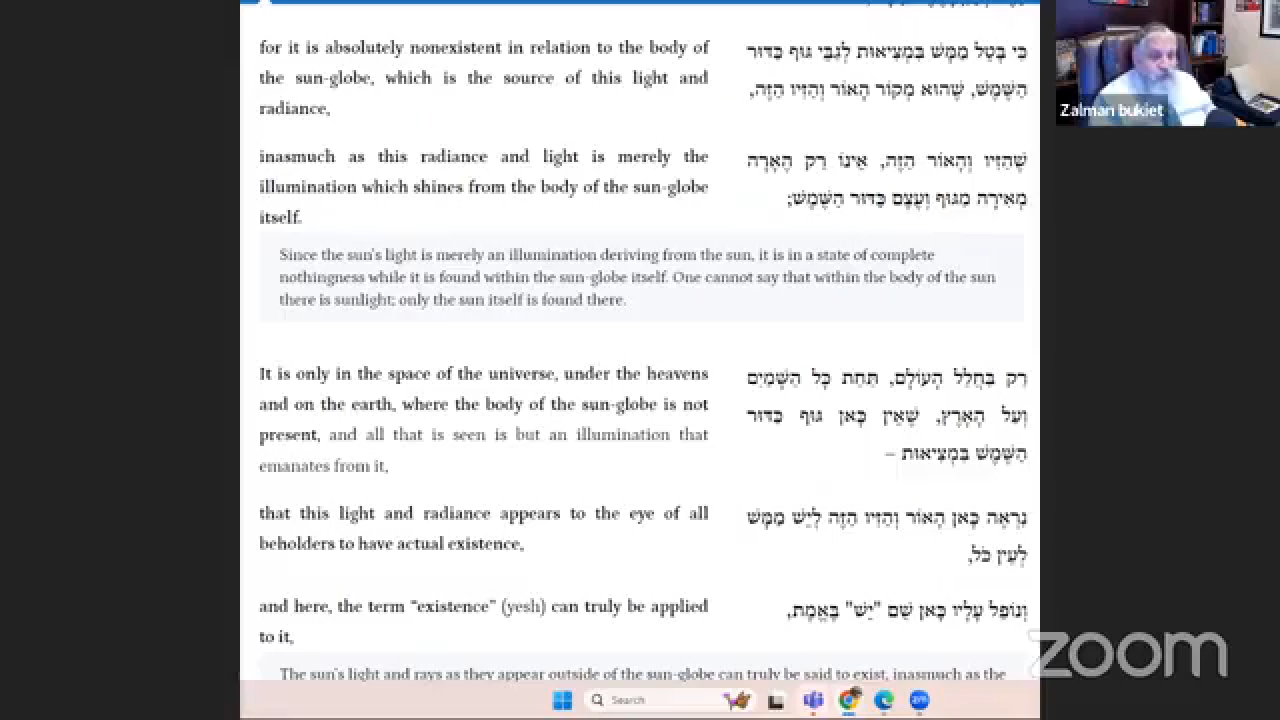 for it is absolutely nonexistent in relation to the body of
the sun-globe, which is the source of this light and
radiance,
כִּי בָּטֵל מַמָּשׁ בִּמְצִיאוּת לְגַבֵּי גּוּף כַּדּוּר
הַשֶּׁמֶשׁ, שֶׁהוּא מְקוֹר הָאוֹר וְהַזִּיו הַזֶּה,
inasmuch as this radiance and light is merely the
illumination which shines from the body of the sun-globe
itself.
שֶׁהַזִּיו וְהָאוֹר הַזֶּה, אֵינוֹ רַק הֶאָרָה
מְאִירָה מִגּוּף וְעֶצֶם כַּדּוּר הַשֶּׁמֶשׁ;
Since the sun's light is merely an illumination deriving from the sun, it is in a state of complete
nothingness while it is found within the sun-globe itself. One cannot say that within the body of the sun
there is sunlight; only the sun itself is found there.
It is only in the space of the universe, under the heavens
and on the earth, where the body of the sun-globe is not
present, and all that is seen is but an illumination that
emanates from it,
רַק בַּחֲלַל הָעוֹלָם, תַּחַת כָּל הַשָּׁמַיִם
וְעַל הָאָרֶץ, שֶׁאֵין כָּאן גּוּף כַּדּוּר
הַשֶּׁמֶשׁ בִּמְצִיאוּת –
that this light and radiance appears to the eye of all
beholders to have actual existence,
נִרְאֶה כָּאן הָאוֹר וְהַזִּיו הַזֶּה לְיֵשׁ מַמָּשׁ
לְעֵין כֹּל,
and here, the term “existence” (yesh) can truly be applied
to it,
וְנוֹפֵל עָלָיו כָּאן שֵׁם "יֵשׁ" בֶּאֱמֶת,
The sun's light and rays as they appear outside of the sun-globe can truly be said to exist, inasmuch as the
Zalman bukiet
zoom
Search